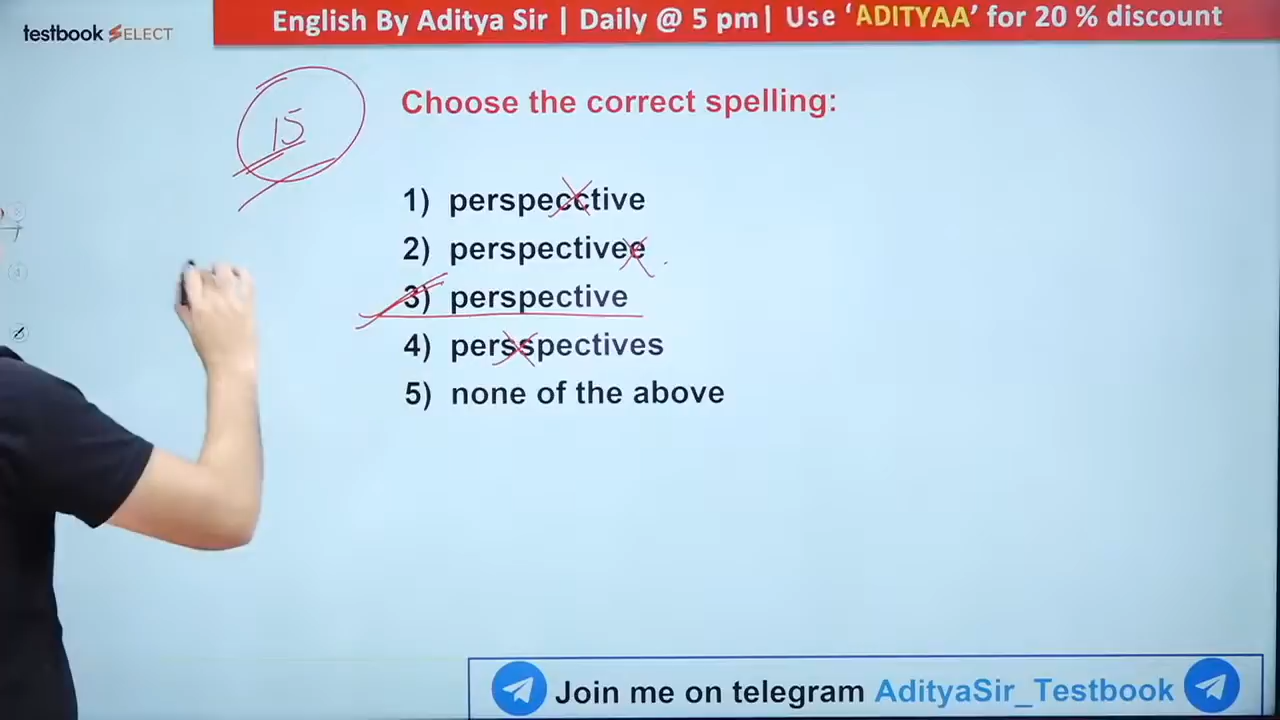 English By Aditya Sir | Daily @ 5 pm| Use ‘ADITYAA’ for 20 % discount
testbook SELECT
15
Choose the correct spelling:
1) perspecctive
2) perspectivee
3) perspective
4) persspectives
5) none of the above
Join me on telegram AdityaSir_Testbook